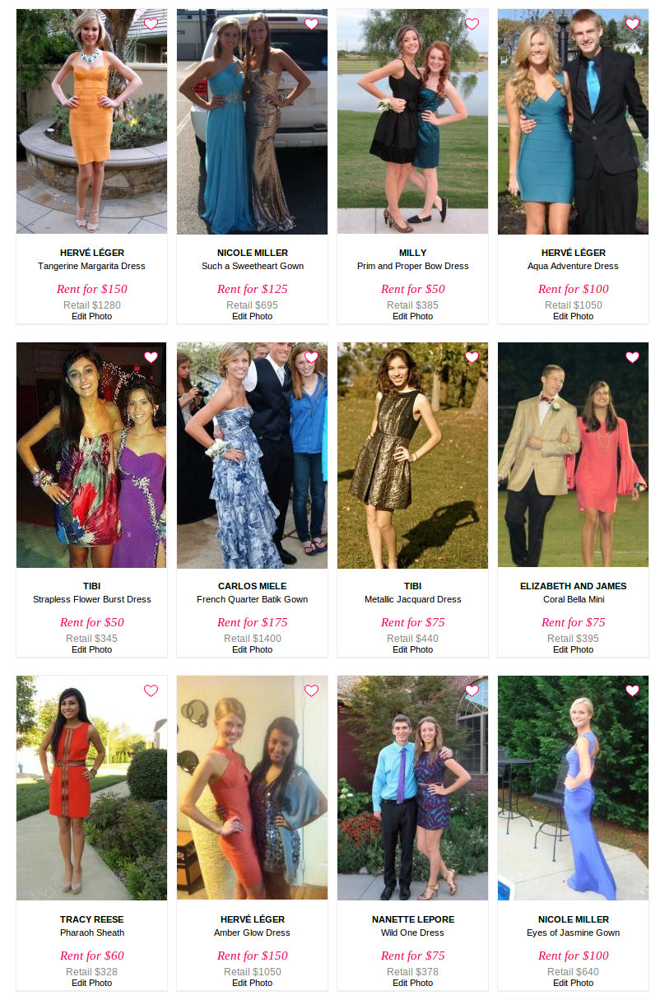 HERVÉ LÉGER
Tangerine Margarita Dress
Rent for $150
Retail $1280
Edit Photo
NICOLE MILLER
Such a Sweetheart Gown
Rent for $125
Retail $695
Edit Photo
MILLY
Prim and Proper Bow Dress
Rent for $50
Retail $385
Edit Photo
HERVÉ LÉGER
Aqua Adventure Dress
Rent for $100
Retail $1050
Edit Photo
TIBI
Strapless Flower Burst Dress
Rent for $50
Retail $345
Edit Photo
CARLOS MIELE
French Quarter Batik Gown
Rent for $175
Retail $1400
Edit Photo
TIBI
Metallic Jacquard Dress
Rent for $75
Retail $440
Edit Photo
ELIZABETH AND JAMES
Coral Bella Mini
Rent for $75
Retail $395
Edit Photo
TRACY REESE
Pharaoh Sheath
Rent for $60
Retail $328
Edit Photo
HERVÉ LÉGER
Amber Glow Dress
Rent for $150
Retail $1050
Edit Photo
NANETTE LEPORE
Wild One Dress
Rent for $75
Retail $378
Edit Photo
NICOLE MILLER
Eyes of Jasmine Gown
Rent for $100
Retail $640
Edit Photo